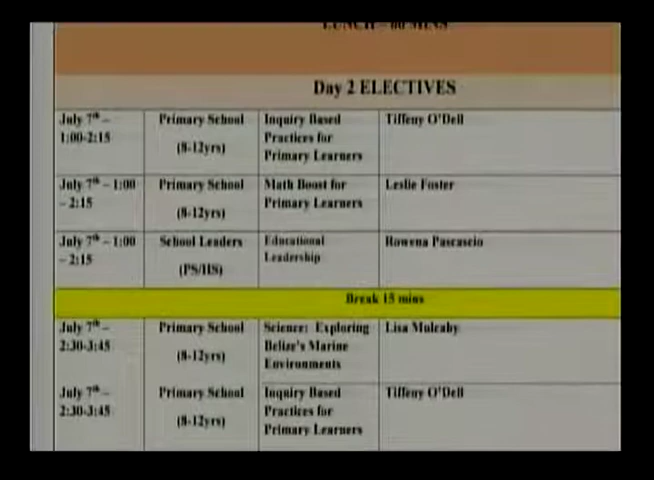 LUNCH – 60 MINS
Day 2 ELECTIVES
July 7th – 1:00-2:15 Primary School (8-12yrs) Inquiry Based Practices for Primary Learners Tiffeny O'Dell
July 7th – 1:00 – 2:15 Primary School (8-12yrs) Math Boost for Primary Learners Leslie Foster
July 7th – 1:00 – 2:15 School Leaders (PS/HS) Educational Leadership Rowena Pascascio
Break 15 mins
July 7th – 2:30-3:45 Primary School (8-12yrs) Science: Exploring Belize's Marine Environments Lisa Mulcahy
July 7th – 2:30-3:45 Primary School (8-12yrs) Inquiry Based Practices for Primary Learners Tiffeny O'Dell